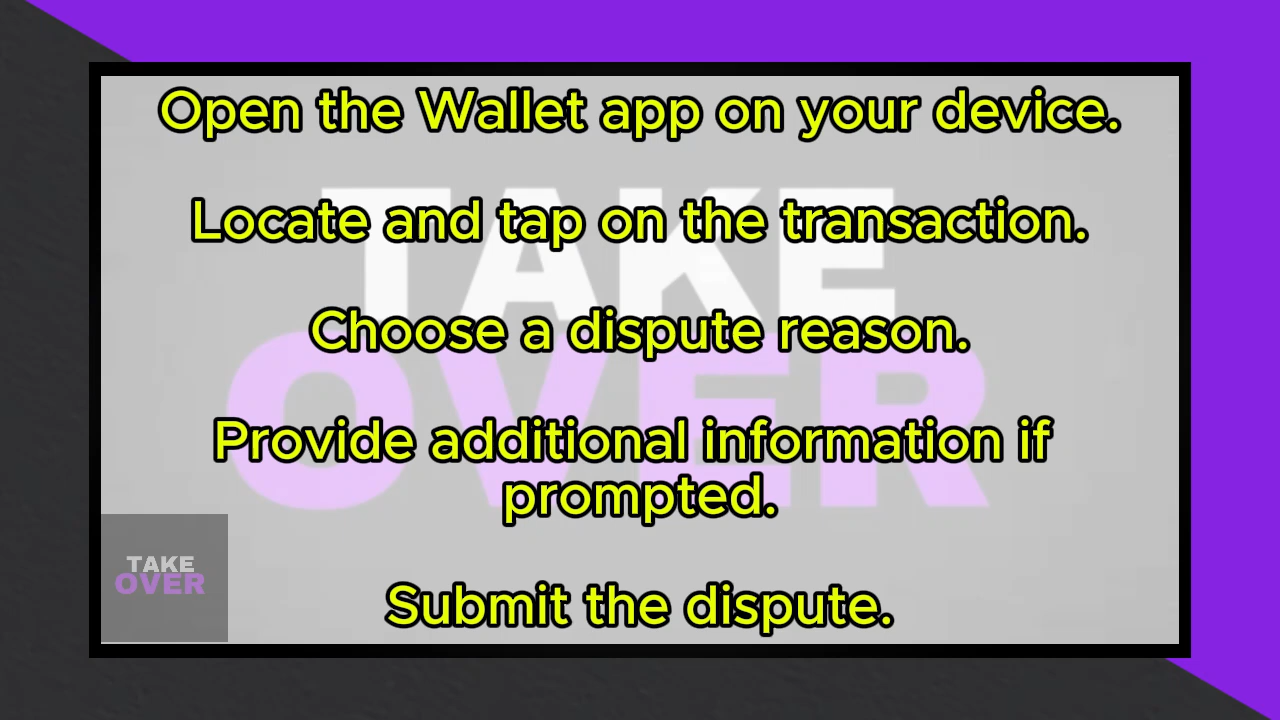 Open the Wallet app on your device.
TAKE
Locate and tap on the transaction.
Choose a dispute reason.
OVER
Provide additional information if
prompted.
TAKE
OVER
Submit the dispute.